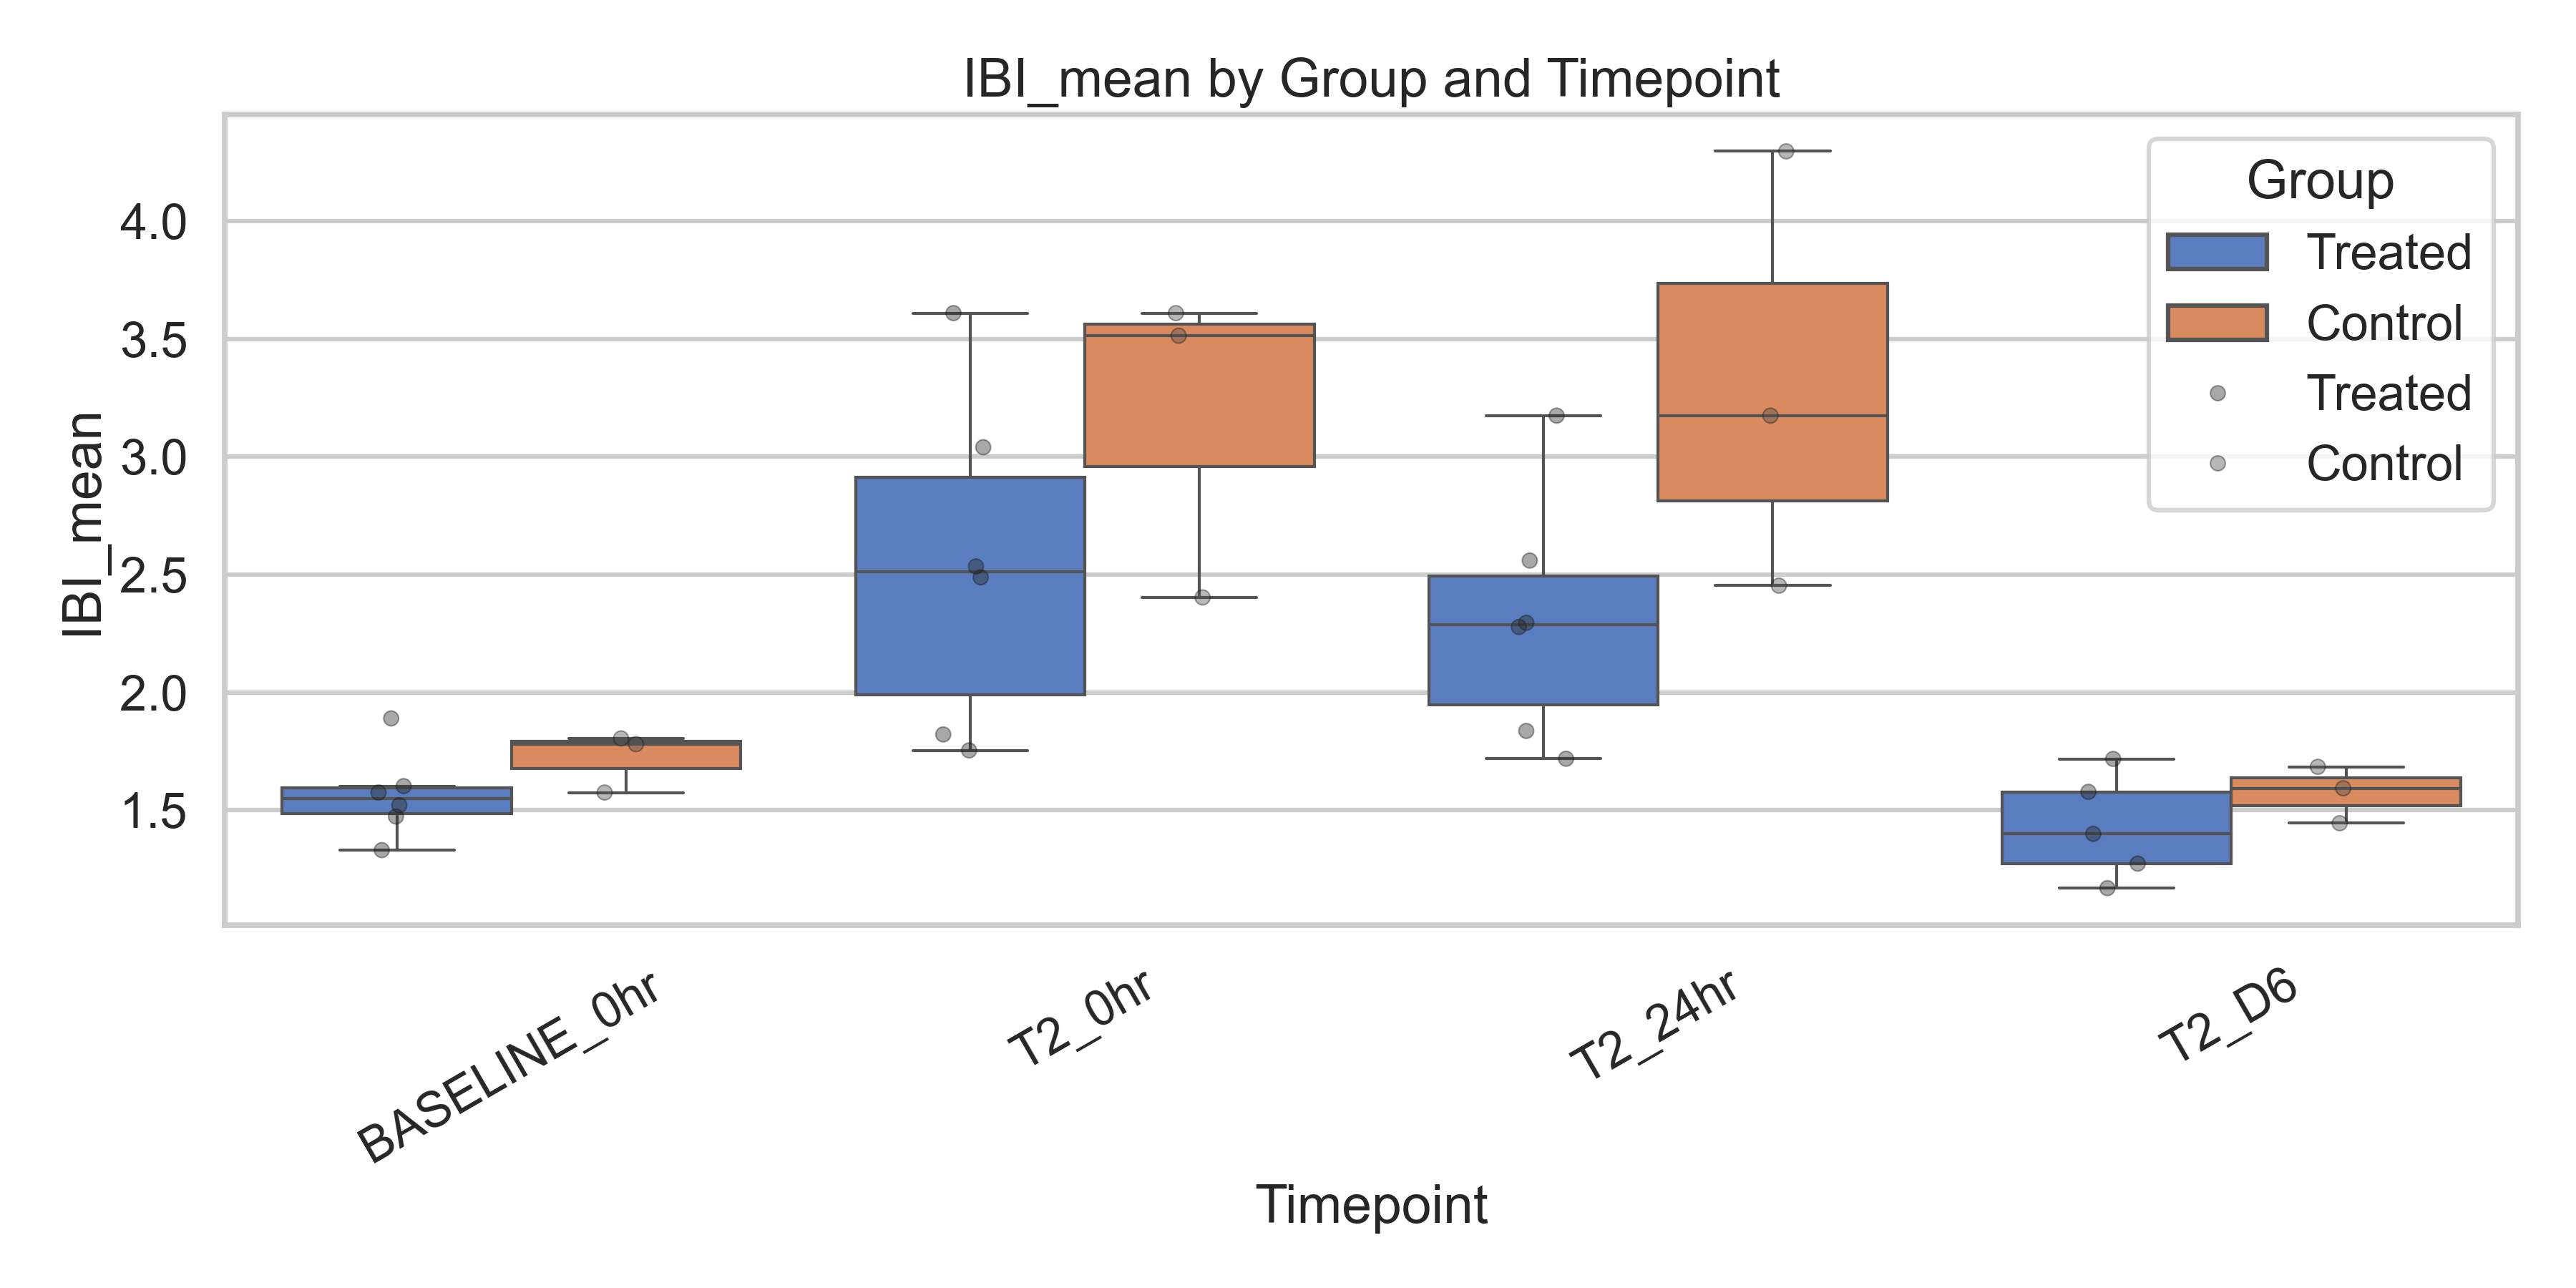 IBI_mean by Group and Timepoint
IBI_mean
4.0
3.5
3.0
2.5
2.0
1.5
Group
Treated
Control
Treated
Control
BASELINE_0hr
T2_0hr
T2_24hr
T2_D6
Timepoint